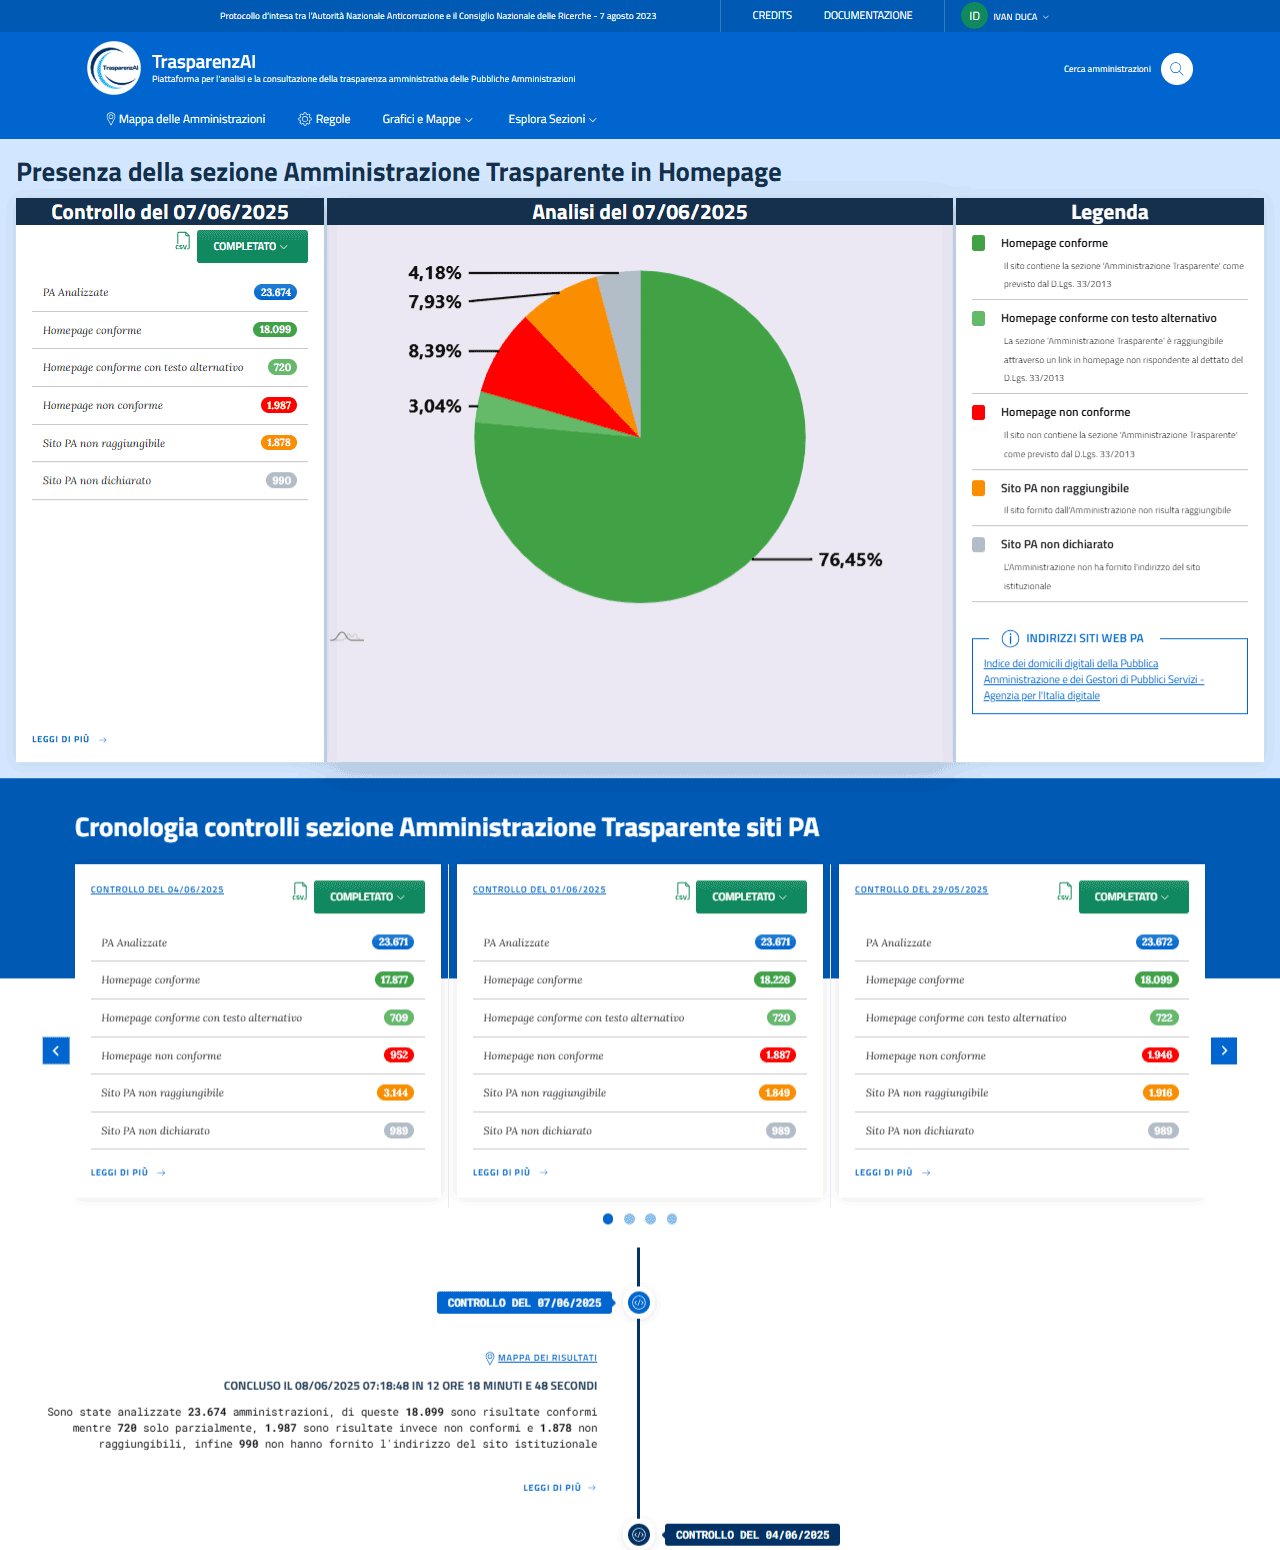 Protocollo d'intesa tra l'Autorità Nazionale Anticorruzione e il Consiglio Nazionale delle Ricerche - 7 agosto 2023
CREDITS
DOCUMENTAZIONE
ID
IVAN DUCA
TrasparenzAI
TrasparenzAI
Piattaforma per l'analisi e la consultazione della trasparenza amministrativa delle Pubbliche Amministrazioni
Cerca amministrazioni
Mappa delle Amministrazioni
Regole
Grafici e Mappe
Esplora Sezioni
Presenza della sezione Amministrazione Trasparente in Homepage
Controllo del 07/06/2025
CSV
COMPLETATO
PA Analizzate 23.674
Homepage conforme 18.099
Homepage conforme con testo alternativo 720
Homepage non conforme 1.987
Sito PA non raggiungibile 1.878
Sito PA non dichiarato 990
LEGGI DI PIÙ
Analisi del 07/06/2025
4,18%
7,93%
8,39%
3,04%
76,45%
Legenda
Homepage conforme
Il sito contiene la sezione 'Amministrazione Trasparente' come
previsto dal D.Lgs. 33/2013
Homepage conforme con testo alternativo
La sezione 'Amministrazione Trasparente' è raggiungibile
attraverso un link in homepage non rispondente al dettato del
D.Lgs. 33/2013
Homepage non conforme
Il sito non contiene la sezione 'Amministrazione Trasparente'
come previsto dal D.Lgs. 33/2013
Sito PA non raggiungibile
Il sito fornito dall'Amministrazione non risulta raggiungibile
Sito PA non dichiarato
L'Amministrazione non ha fornito l'indirizzo del sito
istituzionale
INDIRIZZI SITI WEB PA
Indice dei domicili digitali della Pubblica
Amministrazione e dei Gestori di Pubblici Servizi -
Agenzia per l'Italia digitale
Cronologia controlli sezione Amministrazione Trasparente siti PA
CONTROLLO DEL 04/06/2025
CSV
COMPLETATO
PA Analizzate 23.671
Homepage conforme 17.877
Homepage conforme con testo alternativo 709
Homepage non conforme 952
Sito PA non raggiungibile 3.144
Sito PA non dichiarato 989
LEGGI DI PIÙ
CONTROLLO DEL 01/06/2025
CSV
COMPLETATO
PA Analizzate 23.671
Homepage conforme 18.226
Homepage conforme con testo alternativo 720
Homepage non conforme 1.887
Sito PA non raggiungibile 1.849
Sito PA non dichiarato 989
LEGGI DI PIÙ
CONTROLLO DEL 29/05/2025
CSV
COMPLETATO
PA Analizzate 23.672
Homepage conforme 18.099
Homepage conforme con testo alternativo 722
Homepage non conforme 1.946
Sito PA non raggiungibile 1.916
Sito PA non dichiarato 989
LEGGI DI PIÙ
CONTROLLO DEL 07/06/2025
MAPPA DEI RISULTATI
CONCLUSO IL 08/06/2025 07:18:48 IN 12 ORE 18 MINUTI E 48 SECONDI
Sono state analizzate 23.674 amministrazioni, di queste 18.099 sono risultate conformi
mentre 720 solo parzialmente, 1.987 sono risultate invece non conformi e 1.878 non
raggiungibili, infine 990 non hanno fornito l'indirizzo del sito istituzionale
LEGGI DI PIÙ
CONTROLLO DEL 04/06/2025